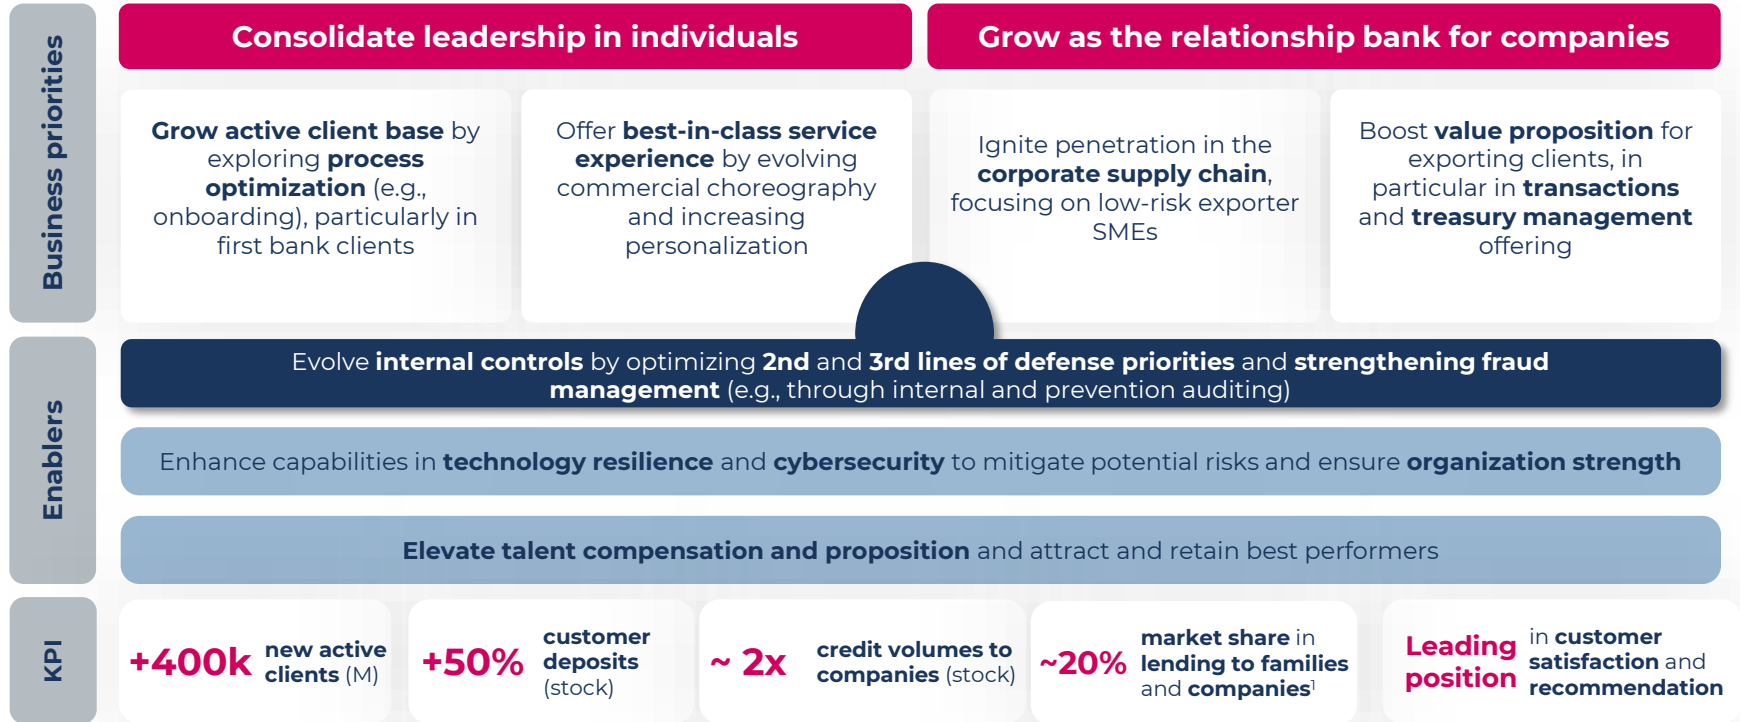 Business priorities
Consolidate leadership in individuals
Grow as the relationship bank for companies
Grow active client base by
exploring process
optimization (e.g.,
onboarding), particularly in
first bank clients
Offer best-in-class service
experience by evolving
commercial choreography
and increasing
personalization
Ignite penetration in the
corporate supply chain,
focusing on low-risk exporter
SMEs
Boost value proposition for
exporting clients, in
particular in transactions
and treasury management
offering
Enablers
Evolve internal controls by optimizing 2nd and 3rd lines of defense priorities and strengthening fraud
management (e.g., through internal and prevention auditing)
Enhance capabilities in technology resilience and cybersecurity to mitigate potential risks and ensure organization strength
Elevate talent compensation and proposition and attract and retain best performers
KPI
+400k
new active
clients (M)
+50%
customer
deposits
(stock)
~ 2x
credit volumes to
companies (stock)
~20%
market share in
lending to families
and companies¹
Leading
position
in customer
satisfaction and
recommendation